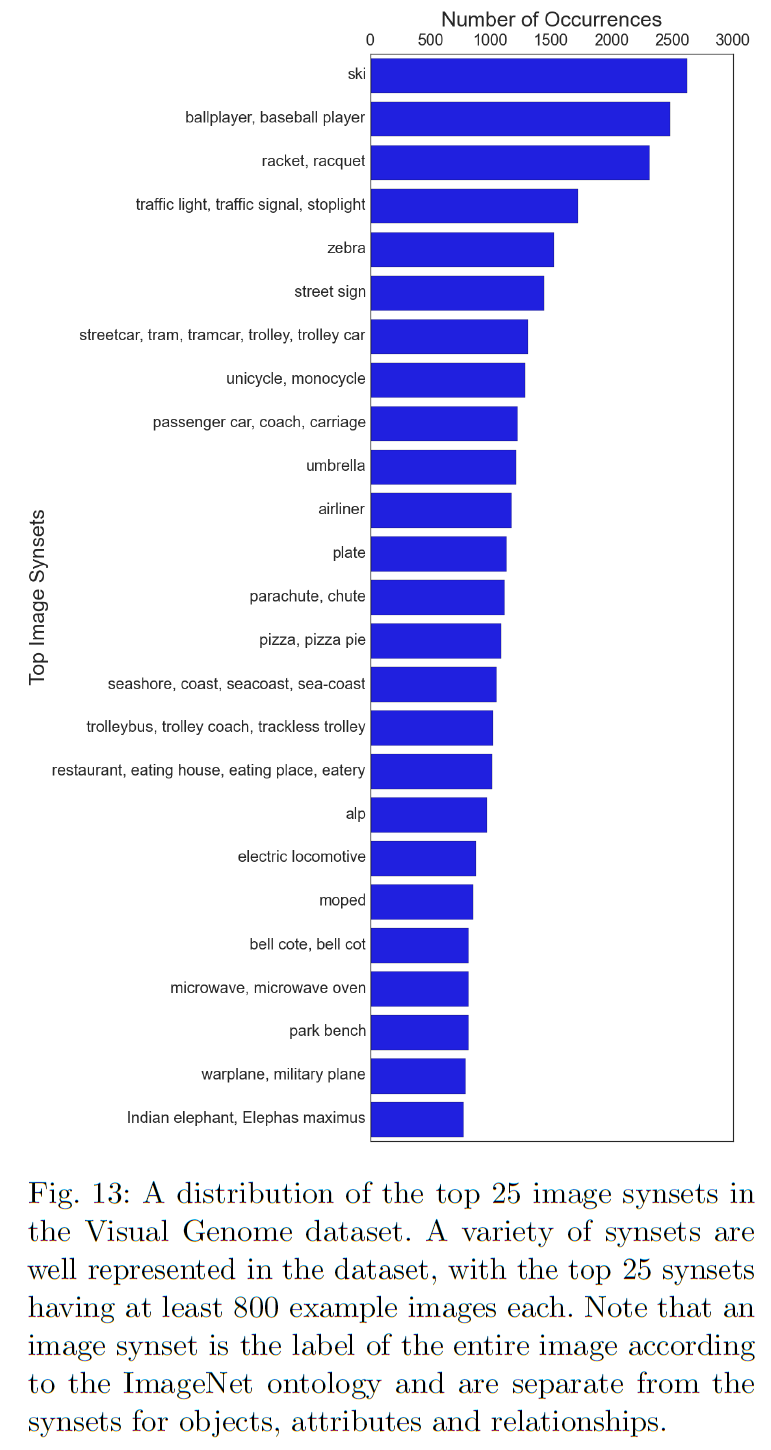 Number of Occurrences
0 500 1000 1500 2000 2500 3000
ski
ballplayer, baseball player
racket, racquet
traffic light, traffic signal, stoplight
zebra
street sign
streetcar, tram, tramcar, trolley, trolley car
unicycle, monocycle
passenger car, coach, carriage
umbrella
airliner
plate
parachute, chute
pizza, pizza pie
seashore, coast, seacoast, sea-coast
trolleybus, trolley coach, trackless trolley
restaurant, eating house, eating place, eatery
alp
electric locomotive
moped
bell cote, bell cot
microwave, microwave oven
park bench
warplane, military plane
Indian elephant, Elephas maximus
Top Image Synsets
Fig. 13: A distribution of the top 25 image synsets in
the Visual Genome dataset. A variety of synsets are
well represented in the dataset, with the top 25 synsets
having at least 800 example images each. Note that an
image synset is the label of the entire image according
to the ImageNet ontology and are separate from the
synsets for objects, attributes and relationships.